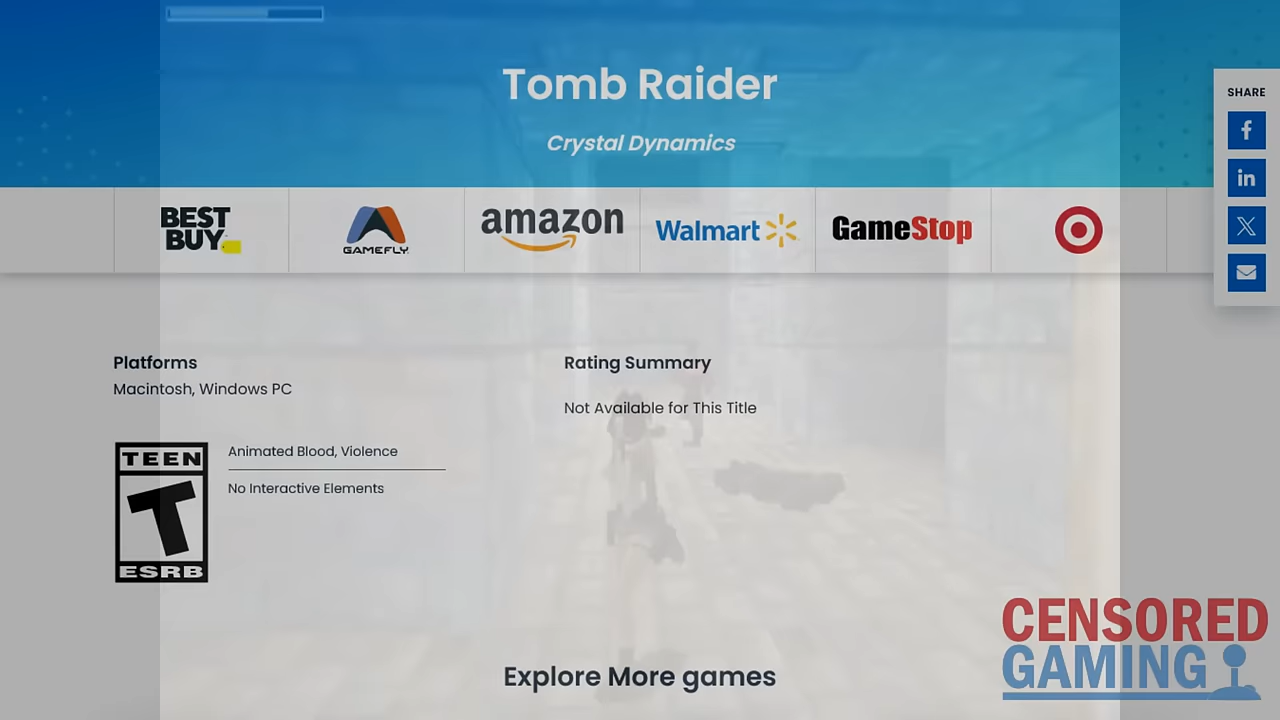 Tomb Raider
Crystal Dynamics
SHARE
f
in
X
BEST
BUY
GAMEFLY.
amazon
Walmart
GameStop
Platforms
Macintosh, Windows PC
Rating Summary
Not Available for This Title
TEEN
T
ESRB
Animated Blood, Violence
No Interactive Elements
Explore More games
CENSORED
GAMING